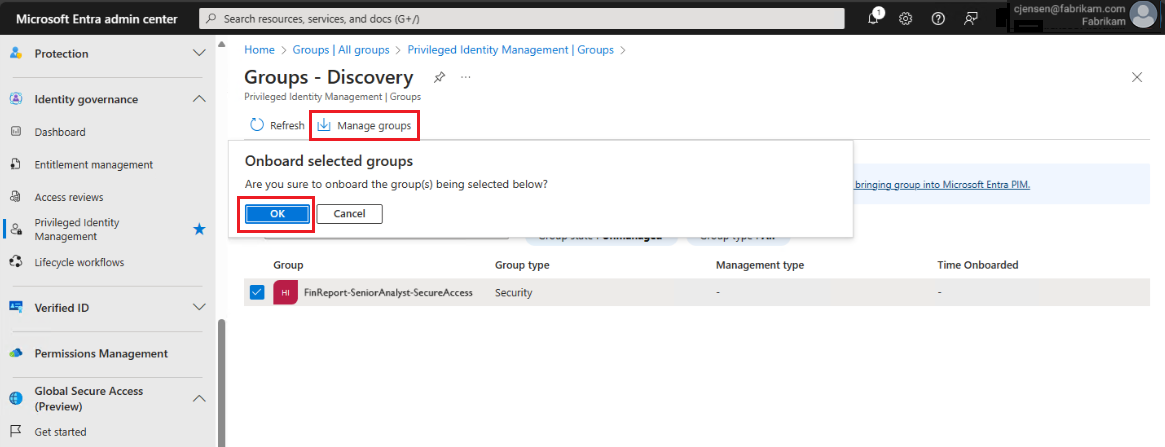 Microsoft Entra admin center
Search resources, services, and docs (G+/)
1
cjensen@fabrikam.com
Fabrikam
Protection
Identity governance
Dashboard
Entitlement management
Access reviews
Privileged Identity
Management
Lifecycle workflows
Verified ID
Permissions Management
Global Secure Access
(Preview)
Get started
Home > Groups | All groups > Privileged Identity Management | Groups >
Groups - Discovery
Privileged Identity Management | Groups
Refresh Manage groups
Onboard selected groups
Are you sure to onboard the group(s) being selected below?
bringing group into Microsoft Entra PIM.
OK Cancel
Group state : Unmanaged Group type : All
Group Group type Management type Time Onboarded
HI FinReport-SeniorAnalyst-SecureAccess Security - -